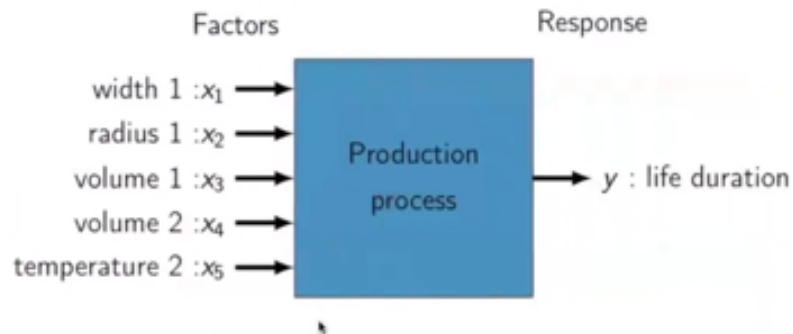 Factors
Response
width 1 :x₁
radius 1 :x₂
volume 1 :x₃
volume 2 :x₄
temperature 2 :x₅
Production
process
y : life duration